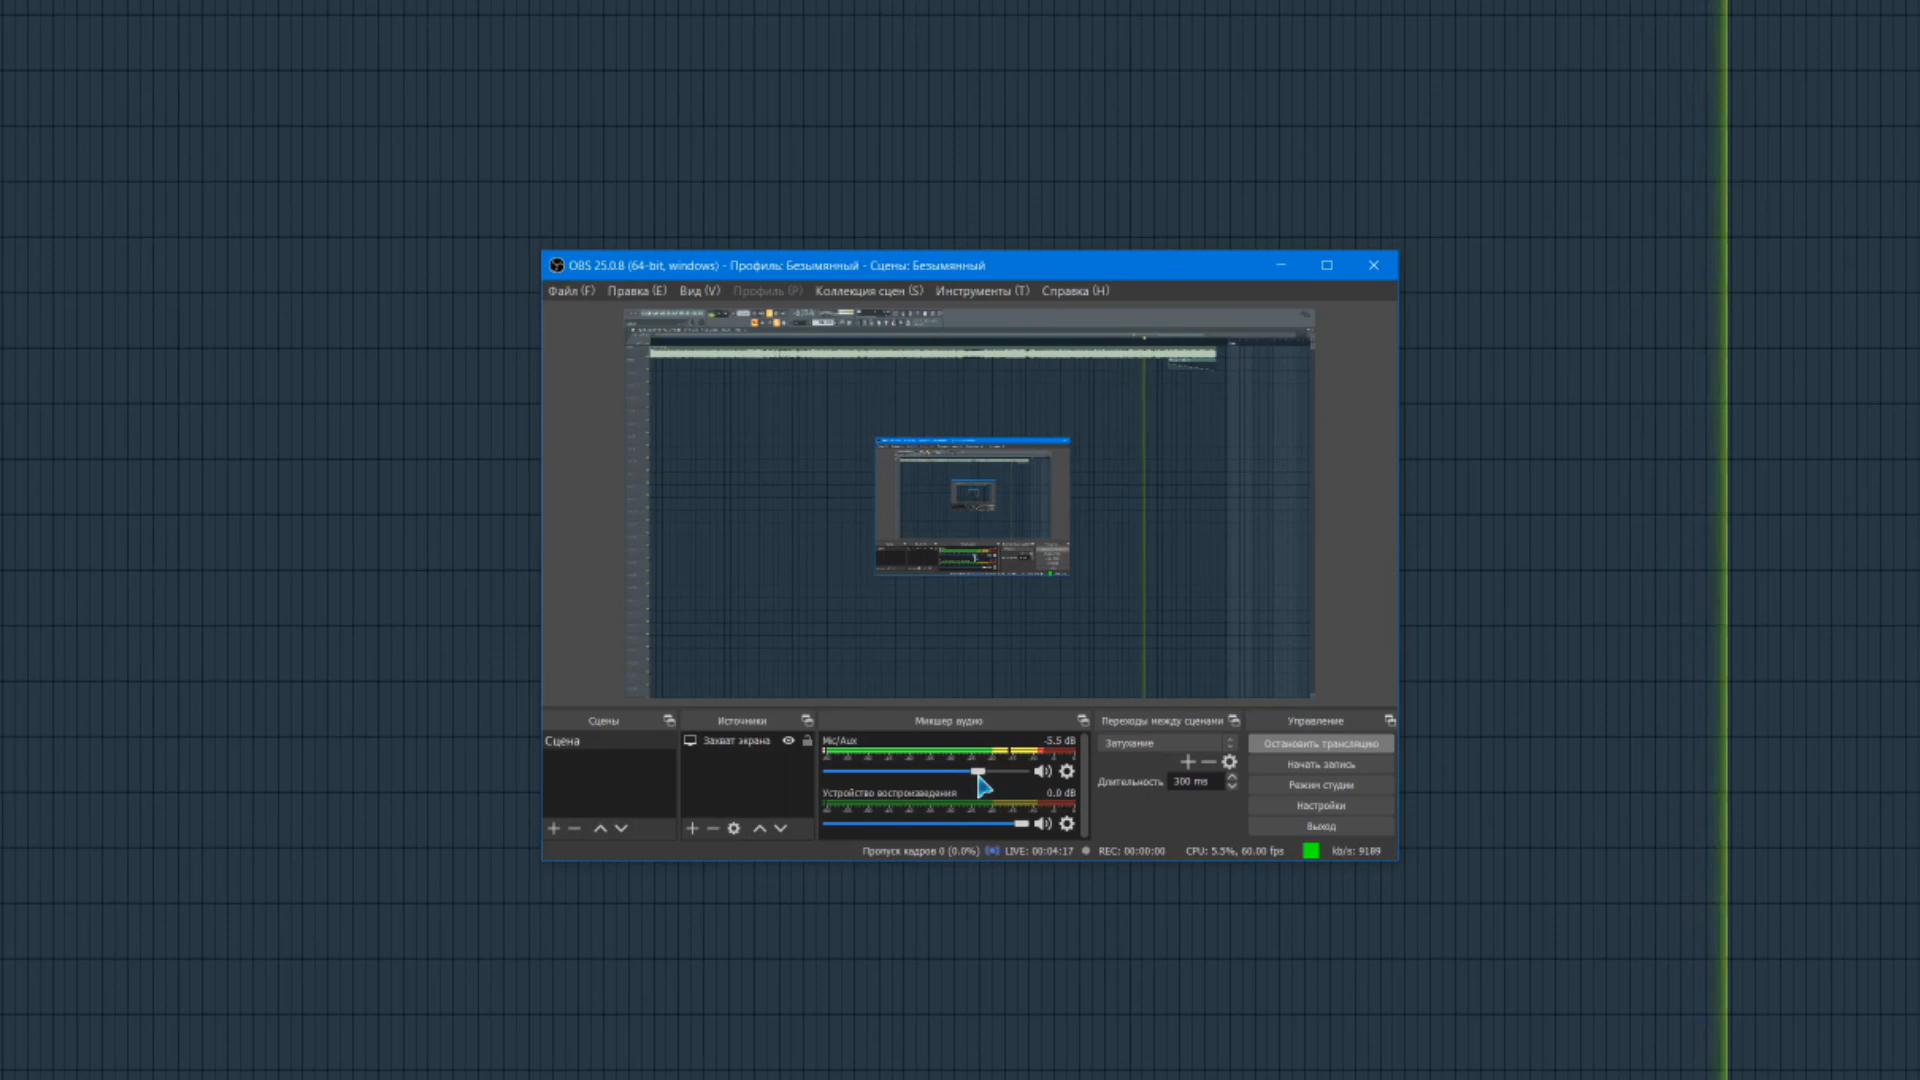 OBS 25.0.8 (64-bit, windows) - Профиль: Безымянный - Сцены: Безымянный
Файл (F) Правка (E) Вид (V) Профиль (P) Коллекция сцен (S) Инструменты (T) Справка (H)
Сцены Источники Микшер аудио Переходы между сценами Управление
Сцена
Захват экрана
Mic/Aux -5.5 dB
Устройство воспроизведения 0.0 dB
Затухание
Длительность 300 ms
Остановить трансляцию
Начать запись
Режим студии
Настройки
Выход
Пропуск кадров 0 (0.0%) LIVE: 00:04:17 REC: 00:00:00 CPU: 5.5%, 60.00 fps kb/s: 9189